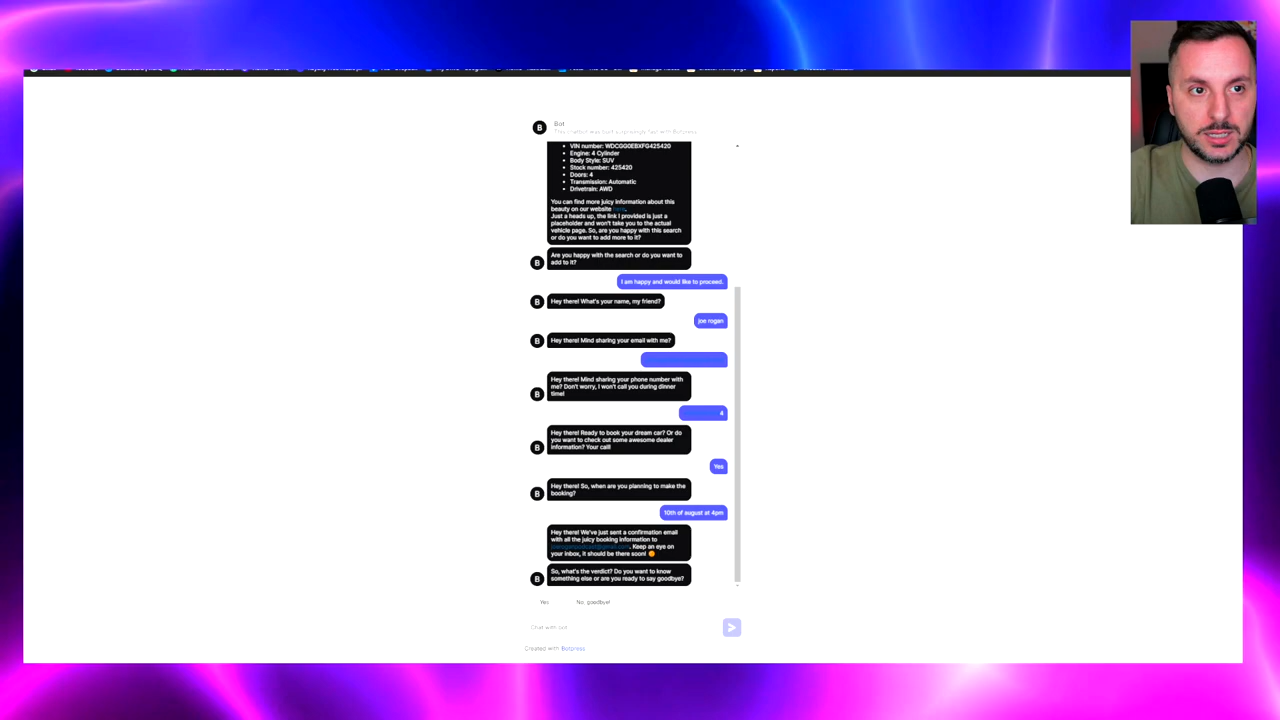 Bot
This chatbot was built surprisingly fast with Botpress
VIN number: WDCGG0EBXFG425420
Engine: 4 Cylinder
Body Style: SUV
Stock number: 425420
Doors: 4
Transmission: Automatic
Drivetrain: AWD
You can find more juicy information about this
beauty on our website here.
Just a heads up, the link I provided is just a
placeholder and won't take you to the actual
vehicle page. So, are you happy with this search
or do you want to add more to it?
Are you happy with the search or do you want to
add to it?
B
I am happy and would like to proceed.
Hey there! What's your name, my friend?
B
joe rogan
Hey there! Mind sharing your email with me?
B
Hey there! Mind sharing your phone number with
me? Don't worry, I won't call you during dinner
time!
B
4
Hey there! Ready to book your dream car? Or do
you want to check out some awesome dealer
information? Your call!
B
Yes
Hey there! So, when are you planning to make the
booking?
B
10th of august at 4pm
Hey there! We've just sent a confirmation email
with all the juicy booking information to
Keep an eye on
your inbox, it should be there soon!
So, what's the verdict? Do you want to know
something else or are you ready to say goodbye?
B
Yes
No, goodbye!
Chat with bot
Created with Botpress